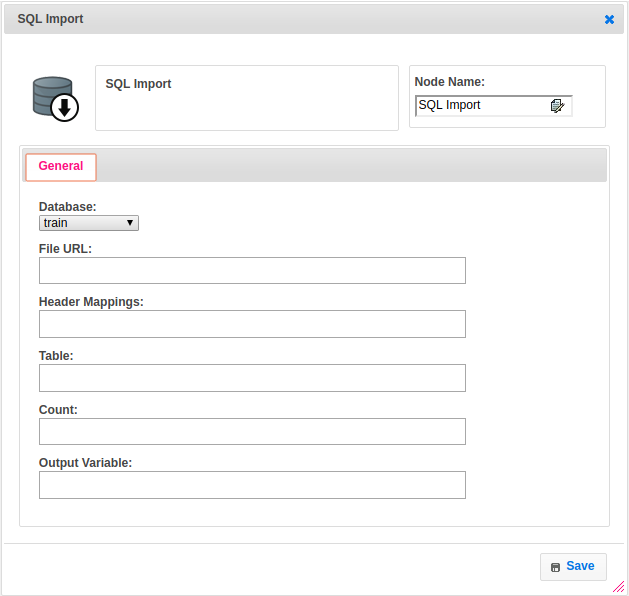 SQL Import
SQL Import
Node Name:
SQL Import
General
Database:
train
File URL:
Header Mappings:
Table:
Count:
Output Variable:
Save